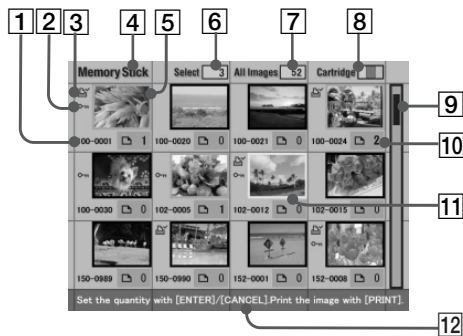 6 7 8
1 2 3 4 5
Memory Stick Select 3 All Images 52 Cartridge
9
100-0001 1 100-0020 0 100-0021 0 100-0024 2
10
100-0030 0 102-0005 1 102-0012 0 102-0015 0
11
150-0989 0 150-0990 0 152-0001 0 152-0008 0
Set the quantity with [ENTER]/[CANCEL].Print the image with [PRINT].
12